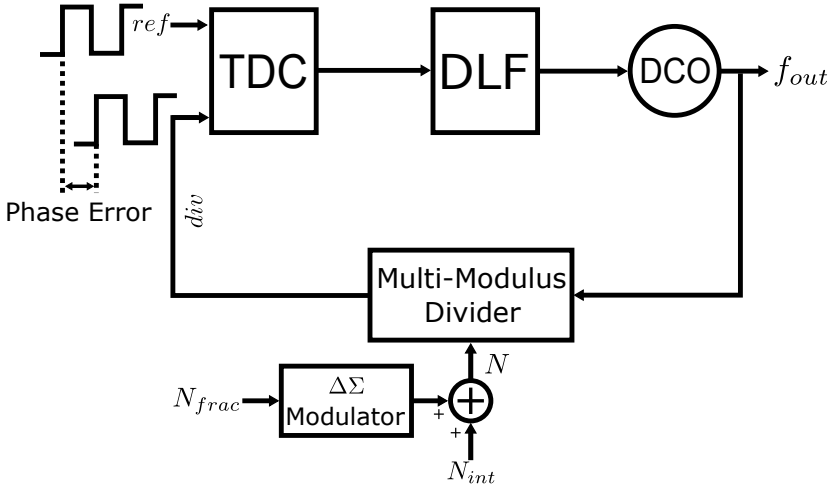 ref
TDC
DLF
DCO
f_out
Phase Error
div
Multi-Modulus
Divider
N
N_frac
ΔΣ
Modulator
+
+
+
N_int